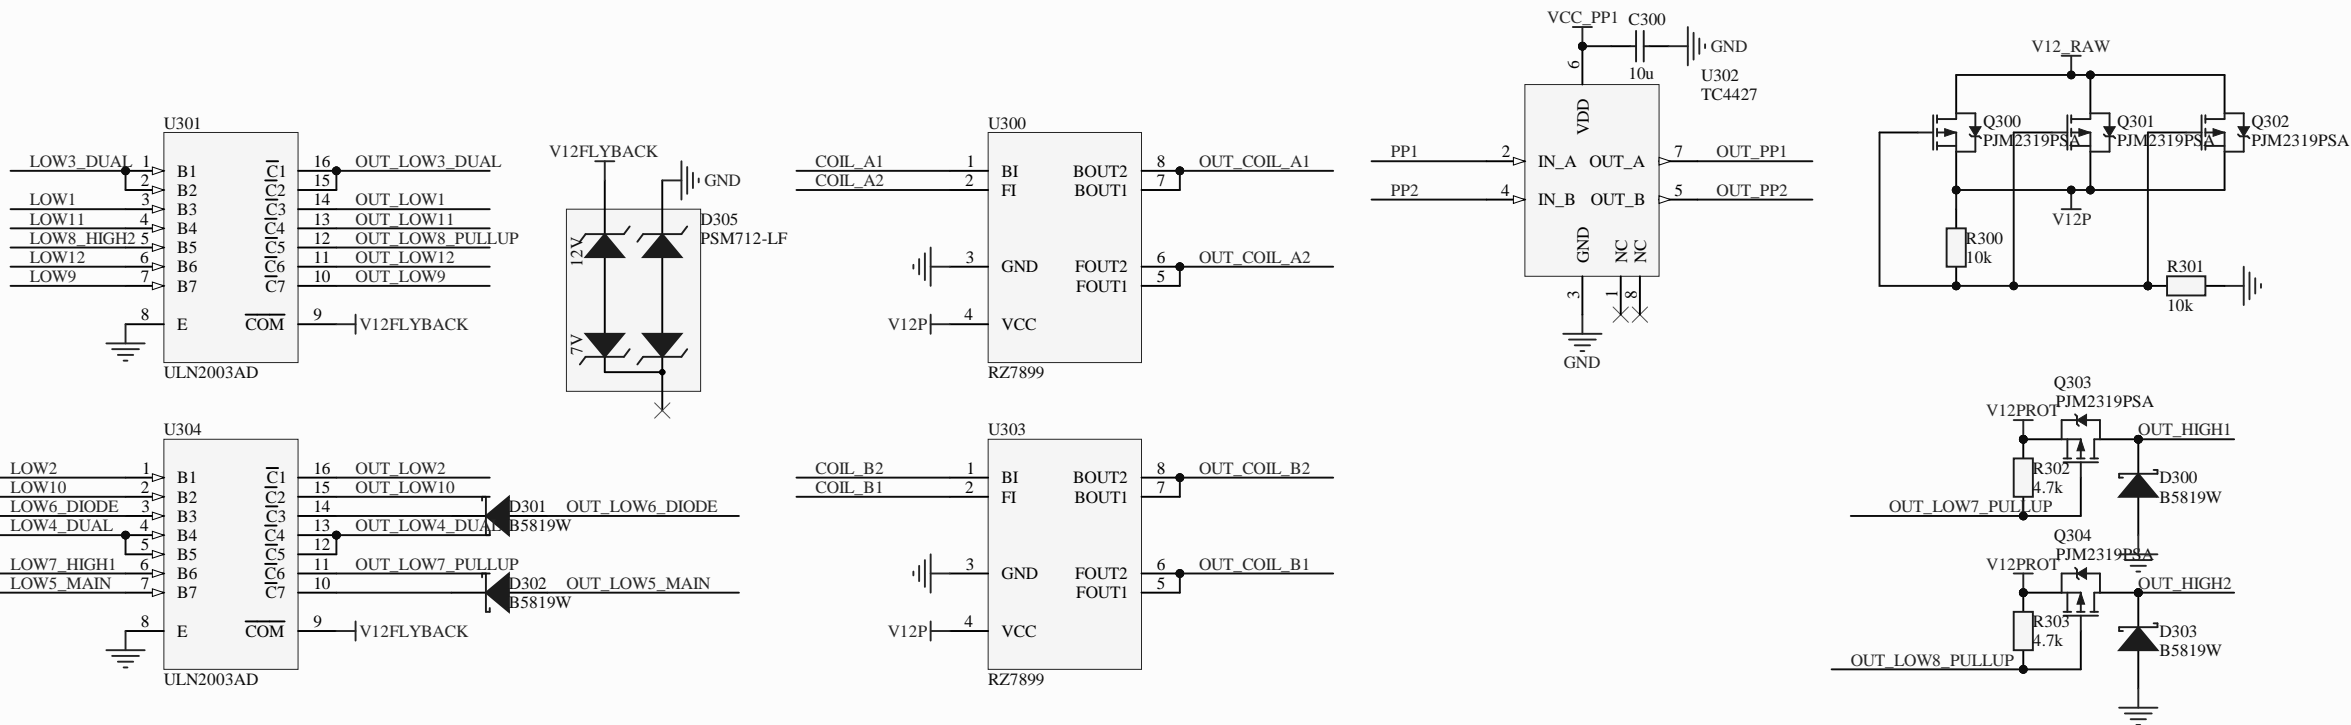 U301
LOW3_DUAL 1 B1 C1 16 OUT_LOW3_DUAL
2 B2 C2 15
LOW1 3 B3 C3 14 OUT_LOW1
LOW11 4 B4 C4 13 OUT_LOW11
LOW8_HIGH2 5 B5 C5 12 OUT_LOW8_PULLUP
LOW12 6 B6 C6 11 OUT_LOW12
LOW9 7 B7 C7 10 OUT_LOW9
8 E COM 9 V12FLYBACK
ULN2003AD
V12FLYBACK
GND
D305
PSM712-LF
12V
7V
U300
COIL_A1 1 BI BOUT2 8 OUT_COIL_A1
COIL_A2 2 FI BOUT1 7
3 GND FOUT2 6 OUT_COIL_A2
FOUT1 5
V12P 4 VCC
RZ7899
VCC_PP1 C300
GND
10u
6
U302
TC4427
VDD
PP1 2 IN_A OUT_A 7 OUT_PP1
PP2 4 IN_B OUT_B 5 OUT_PP2
GND NC NC
3 1 8
GND
V12_RAW
Q300
PJM2319PSA
Q301
PJM2319PSA
Q302
PJM2319PSA
V12P
R300
10k
R301
10k
U304
LOW2 1 B1 C1 16 OUT_LOW2
LOW10 2 B2 C2 15 OUT_LOW10
LOW6_DIODE 3 B3 C3 14 D301 OUT_LOW6_DIODE
B5819W
LOW4_DUAL 4 B4 C4 13 OUT_LOW4_DUAL
5 B5 C5 12
LOW7_HIGH1 6 B6 C6 11 OUT_LOW7_PULLUP
LOW5_MAIN 7 B7 C7 10 D302 OUT_LOW5_MAIN
B5819W
8 E COM 9 V12FLYBACK
ULN2003AD
U303
COIL_B2 1 BI BOUT2 8 OUT_COIL_B2
COIL_B1 2 FI BOUT1 7
3 GND FOUT2 6 OUT_COIL_B1
FOUT1 5
V12P 4 VCC
RZ7899
Q303
PJM2319PSA
V12PROT
OUT_HIGH1
R302
4.7k
D300
B5819W
OUT_LOW7_PULLUP
Q304
PJM2319PSA
V12PROT
OUT_HIGH2
R303
4.7k
D303
B5819W
OUT_LOW8_PULLUP